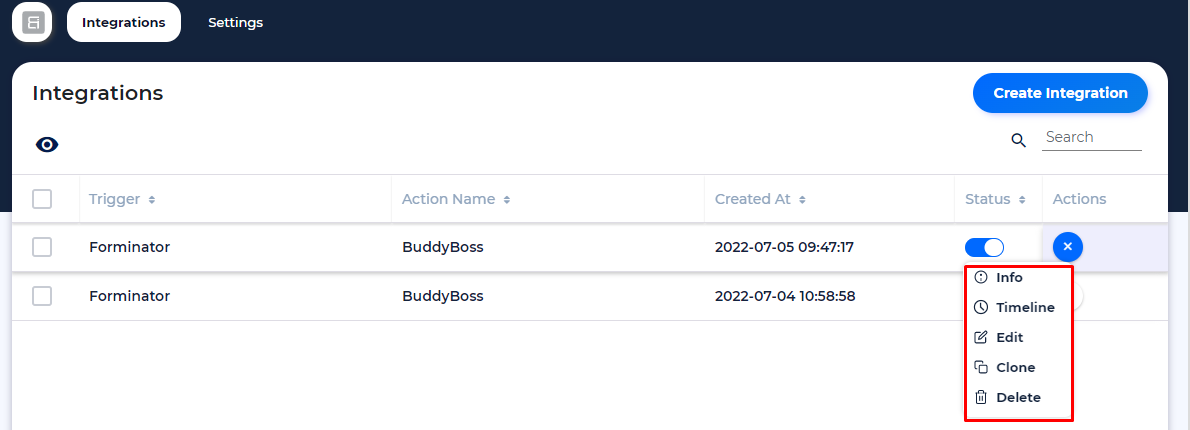 Integrations Settings
Integrations Create Integration
Search
Trigger Action Name Created At Status Actions
Forminator BuddyBoss 2022-07-05 09:47:17
Info
Forminator BuddyBoss 2022-07-04 10:58:58
Timeline
Edit
Clone
Delete